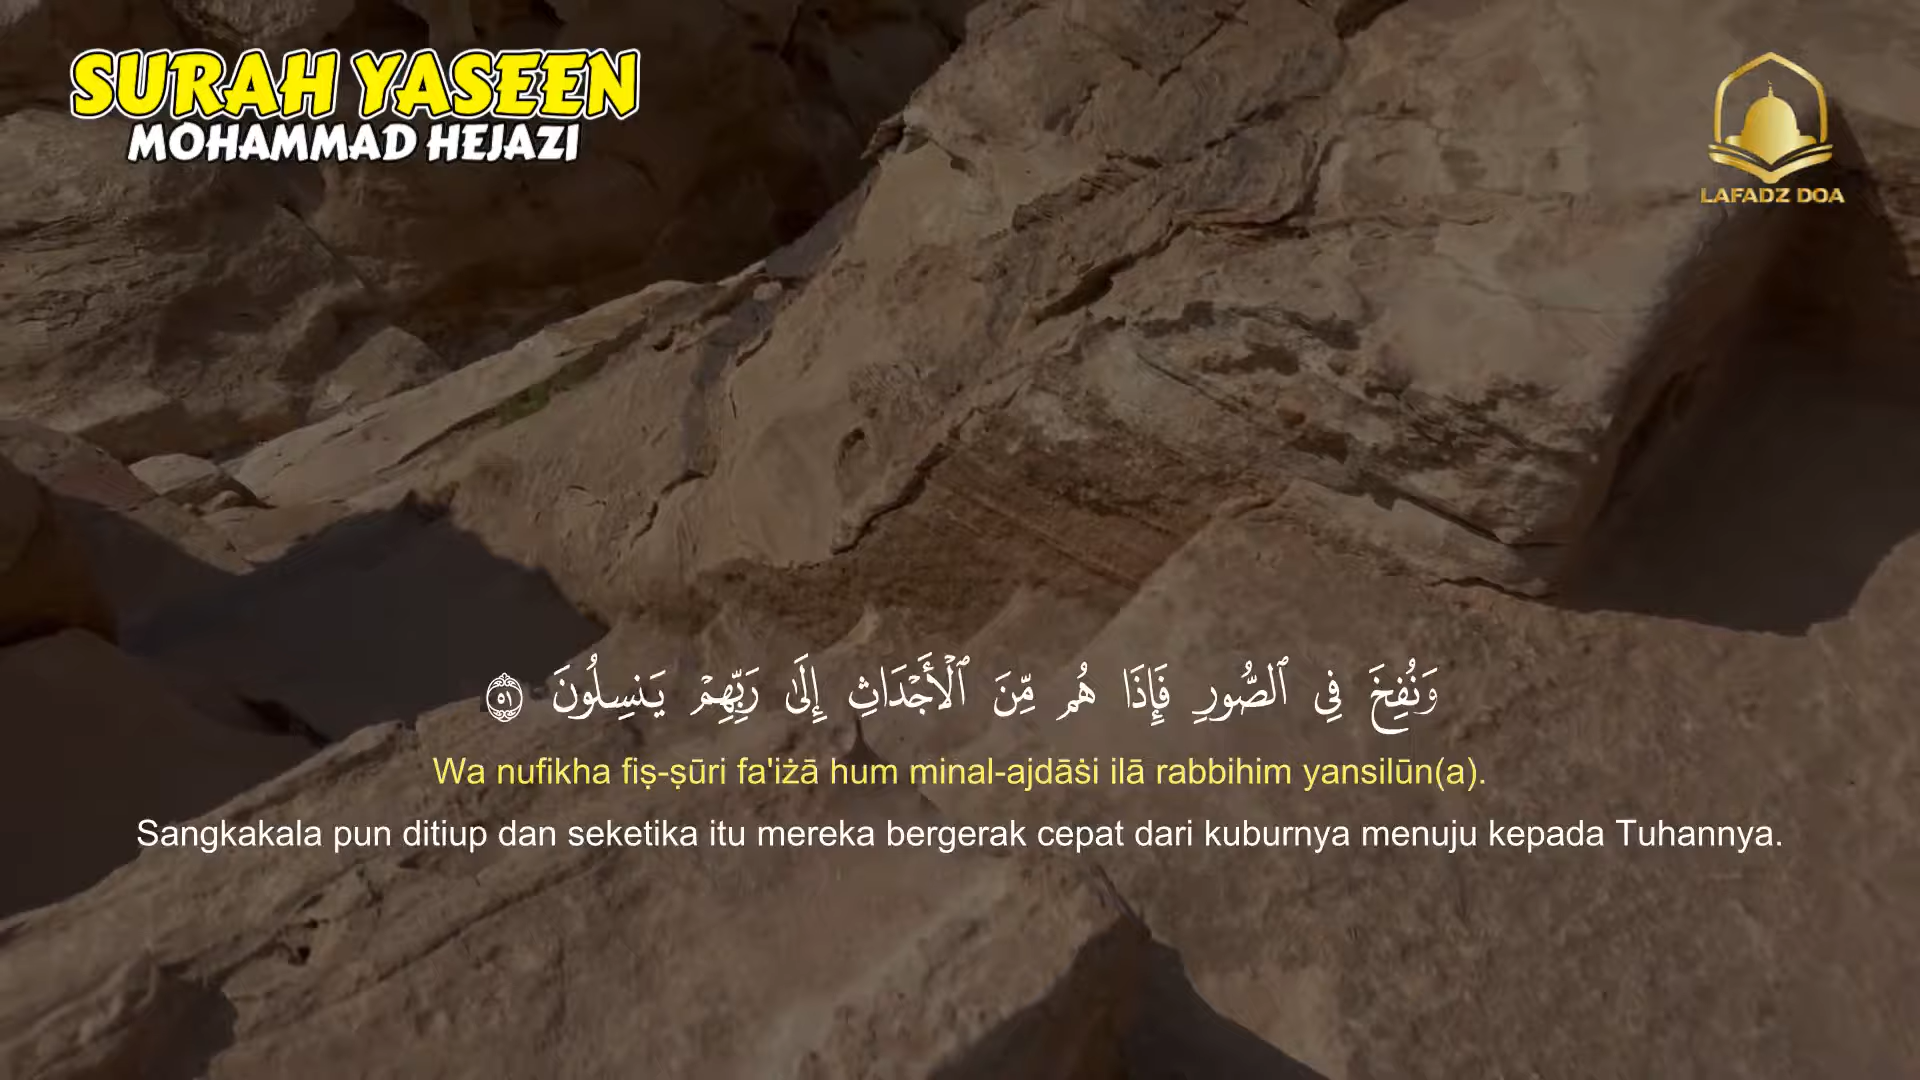 SURAH YASEEN
MOHAMMAD HEJAZI
LAFADZ DOA
وَنُفِخَ فِى ٱلصُّورِ فَإِذَا هُم مِّنَ ٱلْأَجْدَاثِ إِلَىٰ رَبِّهِمْ يَنسِلُونَ ٥١
Wa nufikha fiṣ-ṣūri fa'iżā hum minal-ajdāṡi ilā rabbihim yansilūn(a).
Sangkakala pun ditiup dan seketika itu mereka bergerak cepat dari kuburnya menuju kepada Tuhannya.